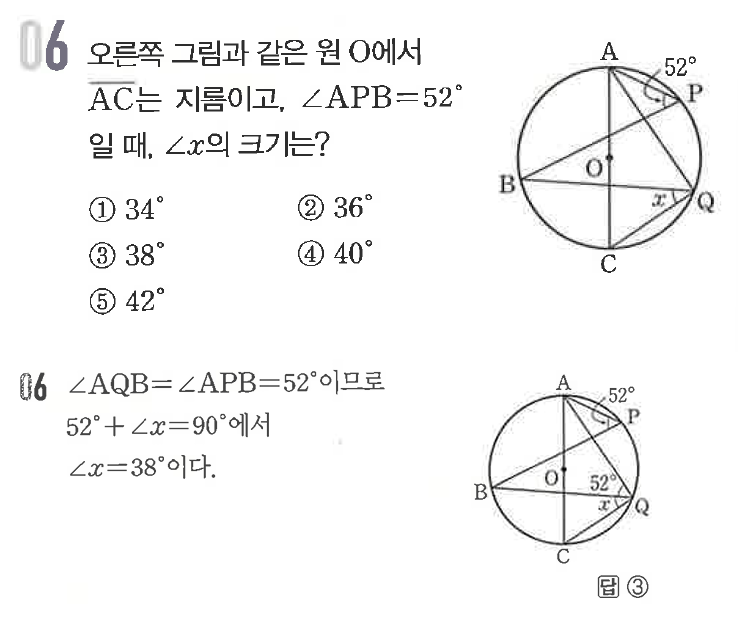 06 오른쪽 그림과 같은 원 O에서
AC는 지름이고, ∠APB=52°
일 때, ∠x의 크기는?
① 34° ② 36°
③ 38° ④ 40°
⑤ 42°
A
52°
P
O
B
x
Q
C
06 ∠AQB=∠APB=52°이므로
52°+∠x=90°에서
∠x=38°이다.
A
52°
P
O
52°
B
x
Q
C
답 ③